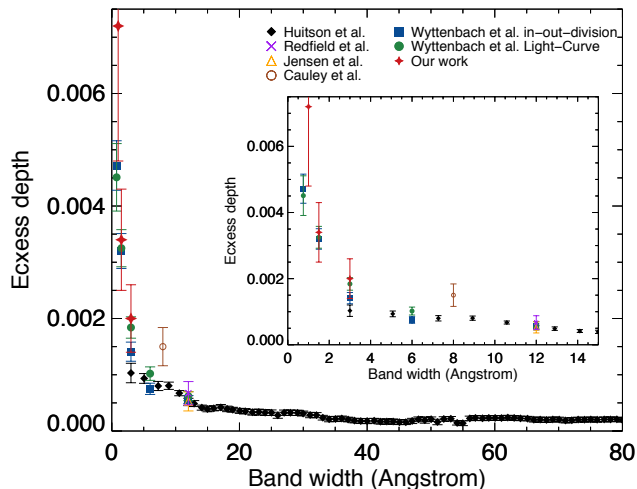 Huitson et al.
Redfield et al.
Jensen et al.
Cauley et al.
Wyttenbach et al. in-out-division
Wyttenbach et al. Light-Curve
Our work
0.006
0.004
0.002
0.000
Ecxess depth
0 20 40 60 80
Band width (Angstrom)
0.006
0.004
0.002
0.000
Ecxess depth
0 2 4 6 8 10 12 14
Band width (Angstrom)